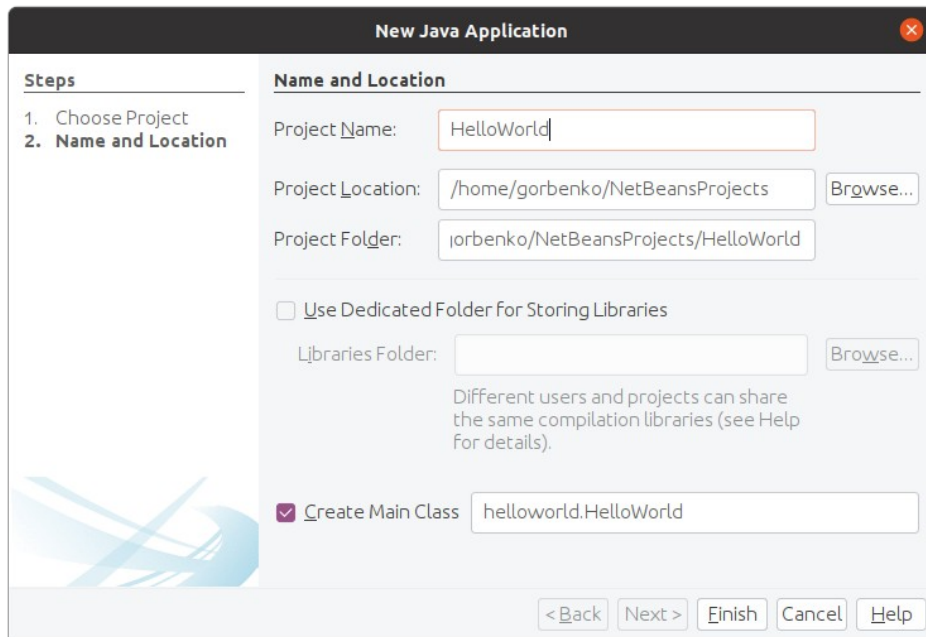 New Java Application
Steps
1. Choose Project
2. Name and Location
Name and Location
Project Name: HelloWorld
Project Location: /home/gorbenko/NetBeansProjects Browse...
Project Folder: gorbenko/NetBeansProjects/HelloWorld
Use Dedicated Folder for Storing Libraries
Libraries Folder: Browse...
Different users and projects can share
the same compilation libraries (see Help
for details).
Create Main Class helloworld.HelloWorld
< Back Next > Finish Cancel Help